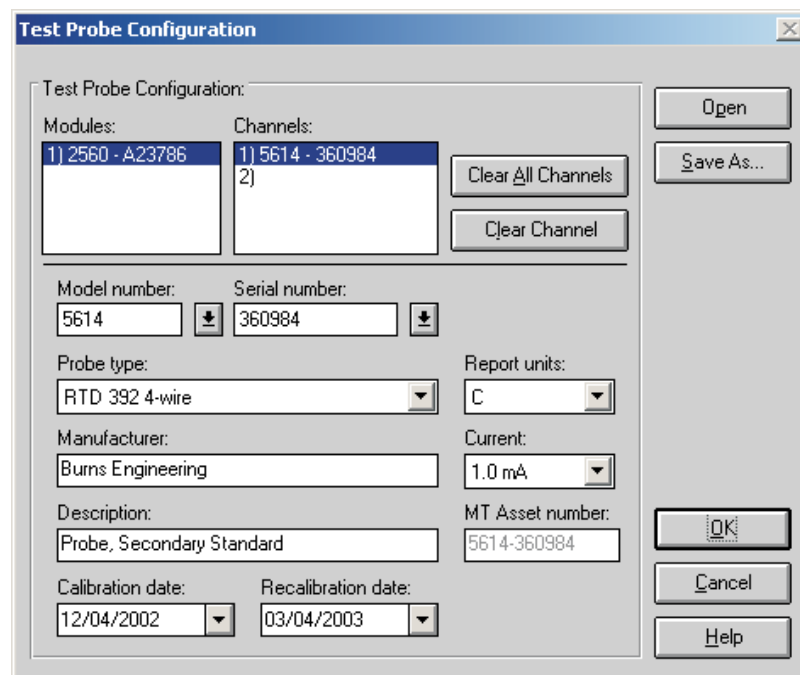 Test Probe Configuration
Test Probe Configuration:
Modules:
Channels:
1) 2560 - A23786
1) 5614 - 360984
2)
Clear All Channels
Clear Channel
Open
Save As...
Model number:
Serial number:
5614
360984
Probe type:
Report units:
RTD 392 4-wire
C
Manufacturer:
Current:
Burns Engineering
1.0 mA
Description:
MT Asset number:
Probe, Secondary Standard
5614-360984
Calibration date:
Recalibration date:
12/04/2002
03/04/2003
OK
Cancel
Help